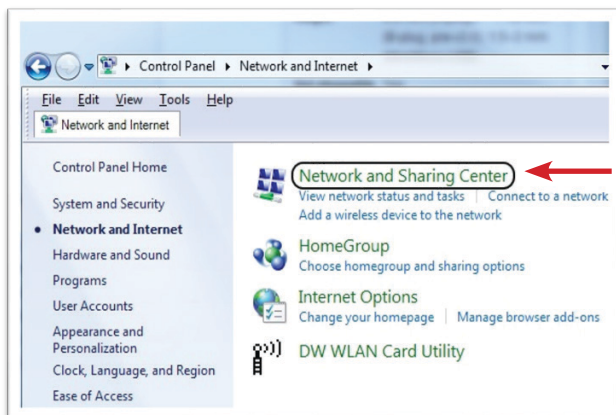 Control Panel ▸ Network and Internet ▸
File Edit View Tools Help
Network and Internet
Control Panel Home
System and Security
• Network and Internet
Hardware and Sound
Programs
User Accounts
Appearance and
Personalization
Clock, Language, and Region
Ease of Access
Network and Sharing Center
View network status and tasks | Connect to a network
Add a wireless device to the network
HomeGroup
Choose homegroup and sharing options
Internet Options
Change your homepage | Manage browser add-ons
DW WLAN Card Utility